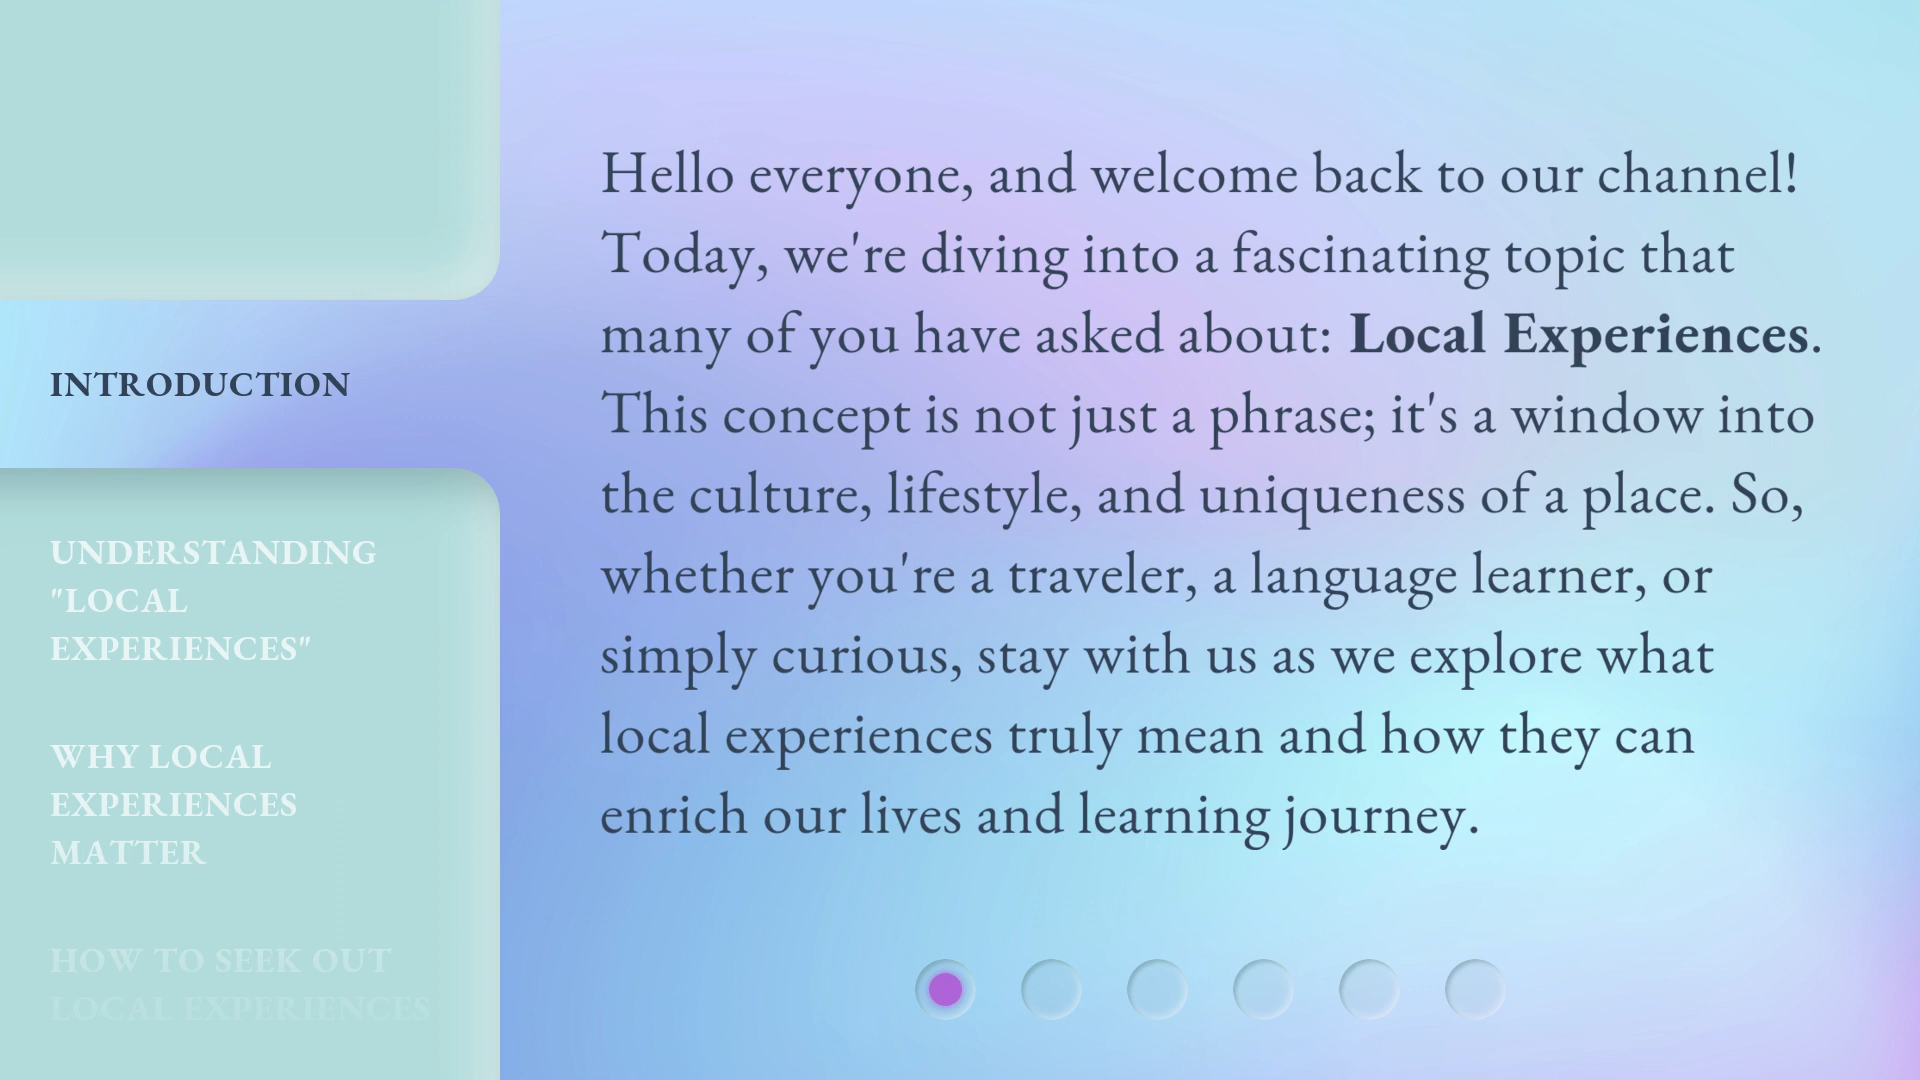 INTRODUCTION
UNDERSTANDING
"LOCAL
EXPERIENCES"
WHY LOCAL
EXPERIENCES
MATTER
HOW TO SEEK OUT
LOCAL EXPERIENCES
Hello everyone, and welcome back to our channel!
Today, we're diving into a fascinating topic that
many of you have asked about: Local Experiences.
This concept is not just a phrase; it's a window into
the culture, lifestyle, and uniqueness of a place. So,
whether you're a traveler, a language learner, or
simply curious, stay with us as we explore what
local experiences truly mean and how they can
enrich our lives and learning journey.